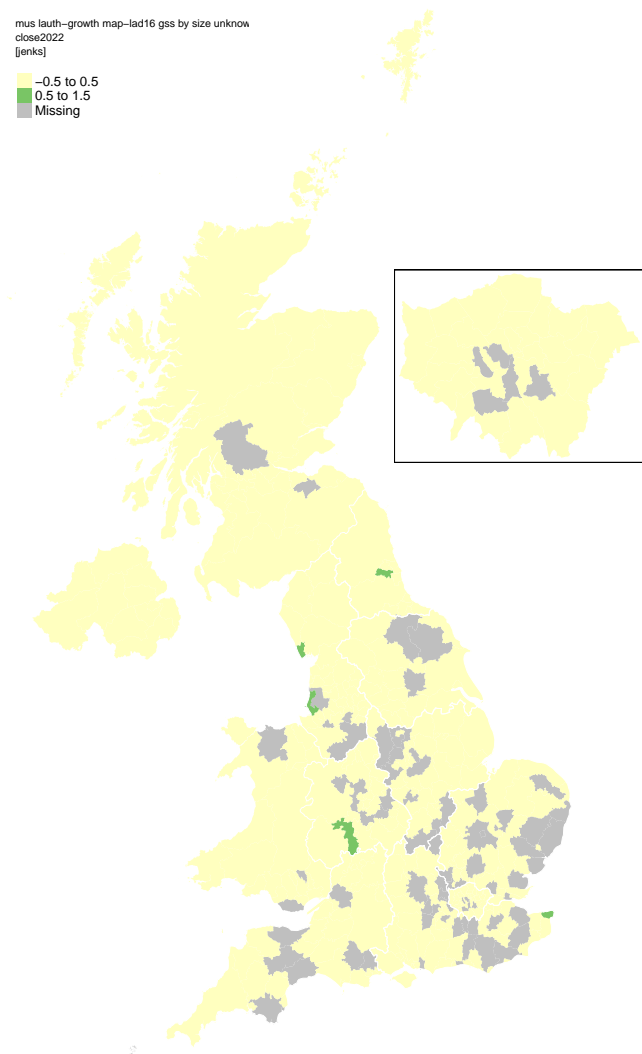 mus lauth−growth map−lad16 gss by size unknow
close2022
[jenks]
−0.5 to 0.5
0.5 to 1.5
Missing